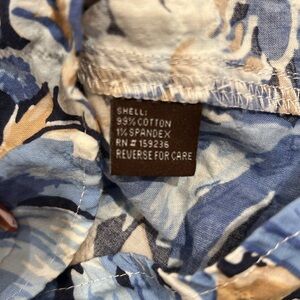 SHELL:
99% COTTON
1% SPANDEX
RN # 159236
REVERSE FOR CARE